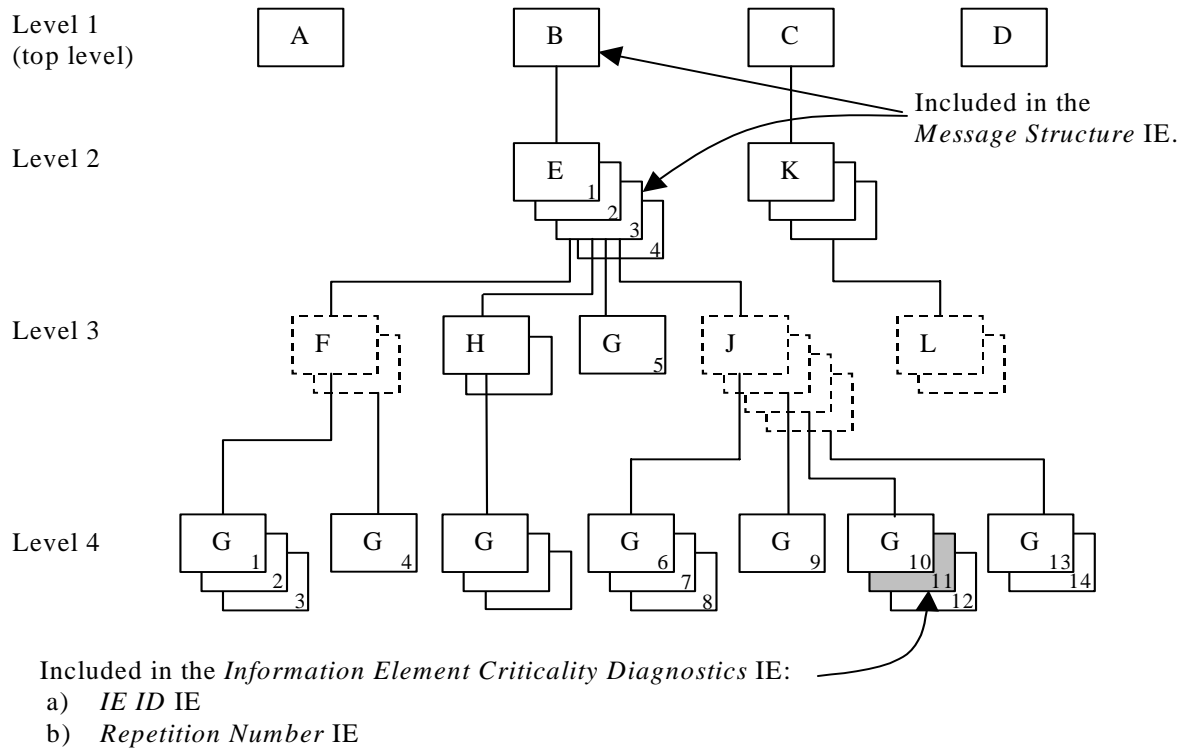 Level 1
(top level)
A
B
C
D
Included in the
Message Structure IE.
Level 2
E
1
2
3
4
K
Level 3
F
H
G
5
J
L
Level 4
G
1
2
3
G
4
G
G
6
7
8
G
9
G
10
11
12
G
13
14
Included in the Information Element Criticality Diagnostics IE:
a) IE ID IE
b) Repetition Number IE